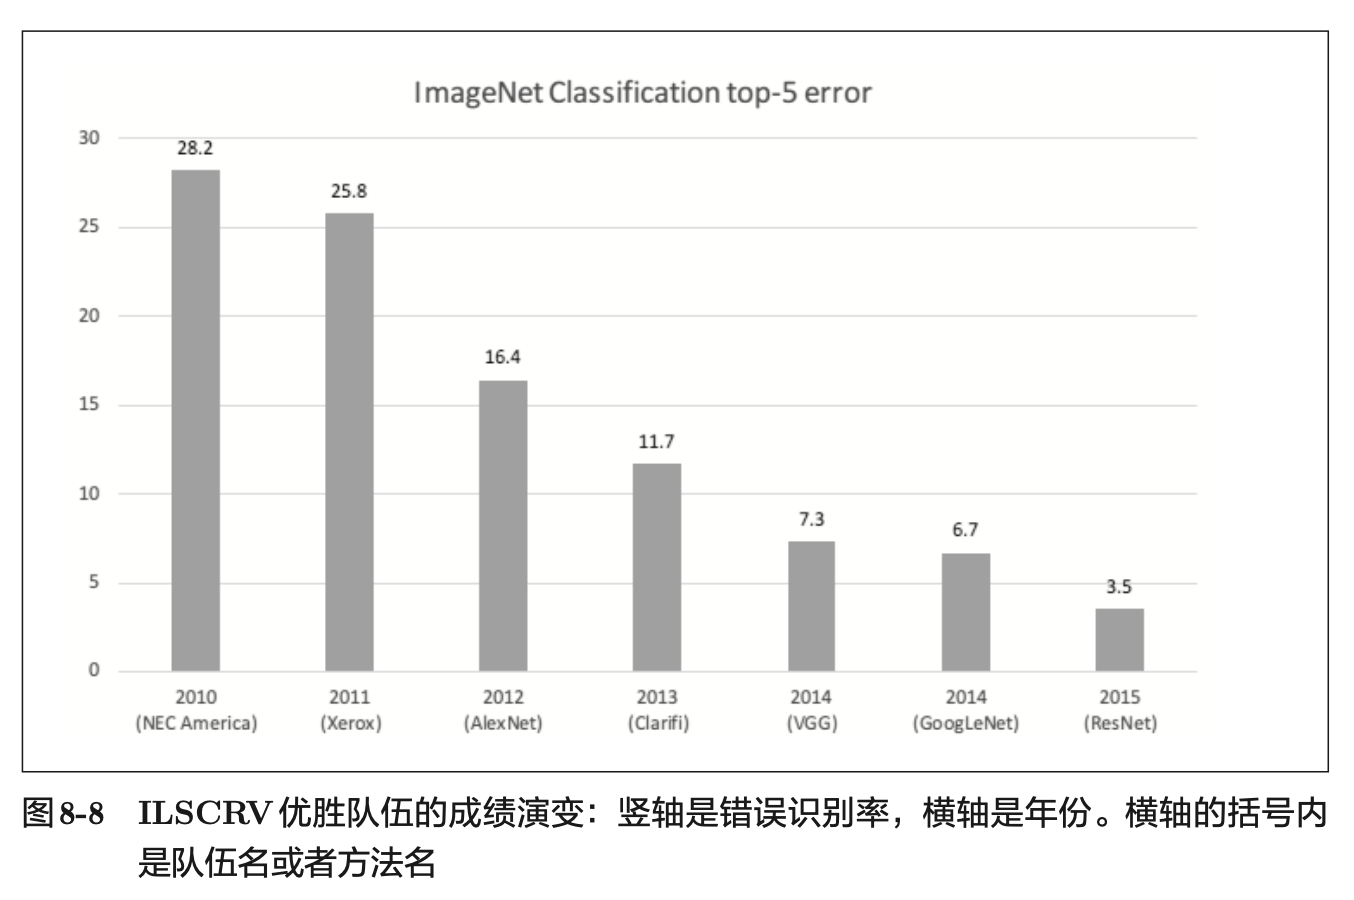 ImageNet Classification top-5 error
30
28.2
25.8
25
20
16.4
15
11.7
10
7.3
6.7
5
3.5
0
2010 2011 2012 2013 2014 2014 2015
(NEC America) (Xerox) (AlexNet) (Clarifi) (VGG) (GoogLeNet) (ResNet)
图8-8 ILSCRV优胜队伍的成绩演变：竖轴是错误识别率，横轴是年份。横轴的括号内
是队伍名或者方法名